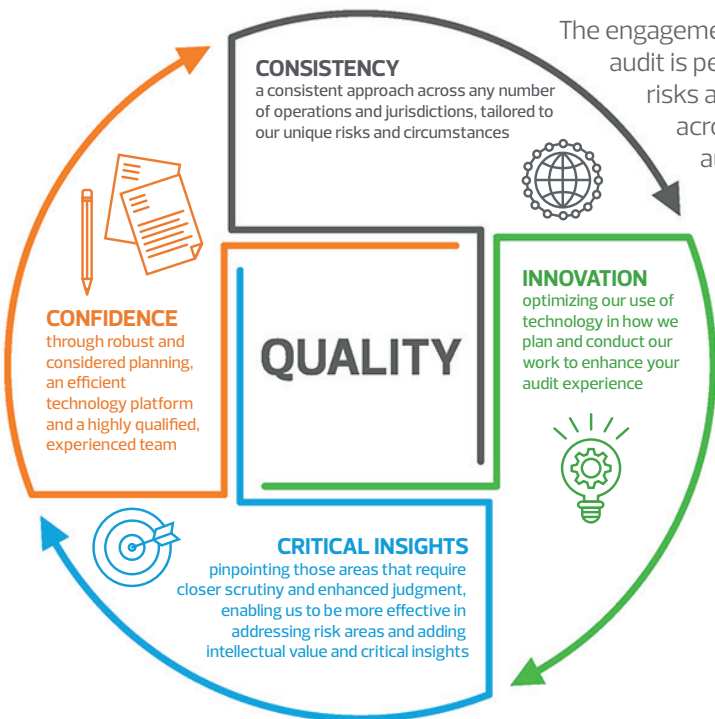 The engageme
audit is pe
risks a
acro
au
CONSISTENCY
a consistent approach across any number
of operations and jurisdictions, tailored to
our unique risks and circumstances
INNOVATION
optimizing our use of
technology in how we
plan and conduct our
work to enhance your
audit experience
CONFIDENCE
through robust and
considered planning,
an efficient
technology platform
and a highly qualified,
experienced team
QUALITY
CRITICAL INSIGHTS
pinpointing those areas that require
closer scrutiny and enhanced judgment,
enabling us to be more effective in
addressing risk areas and adding
intellectual value and critical insights